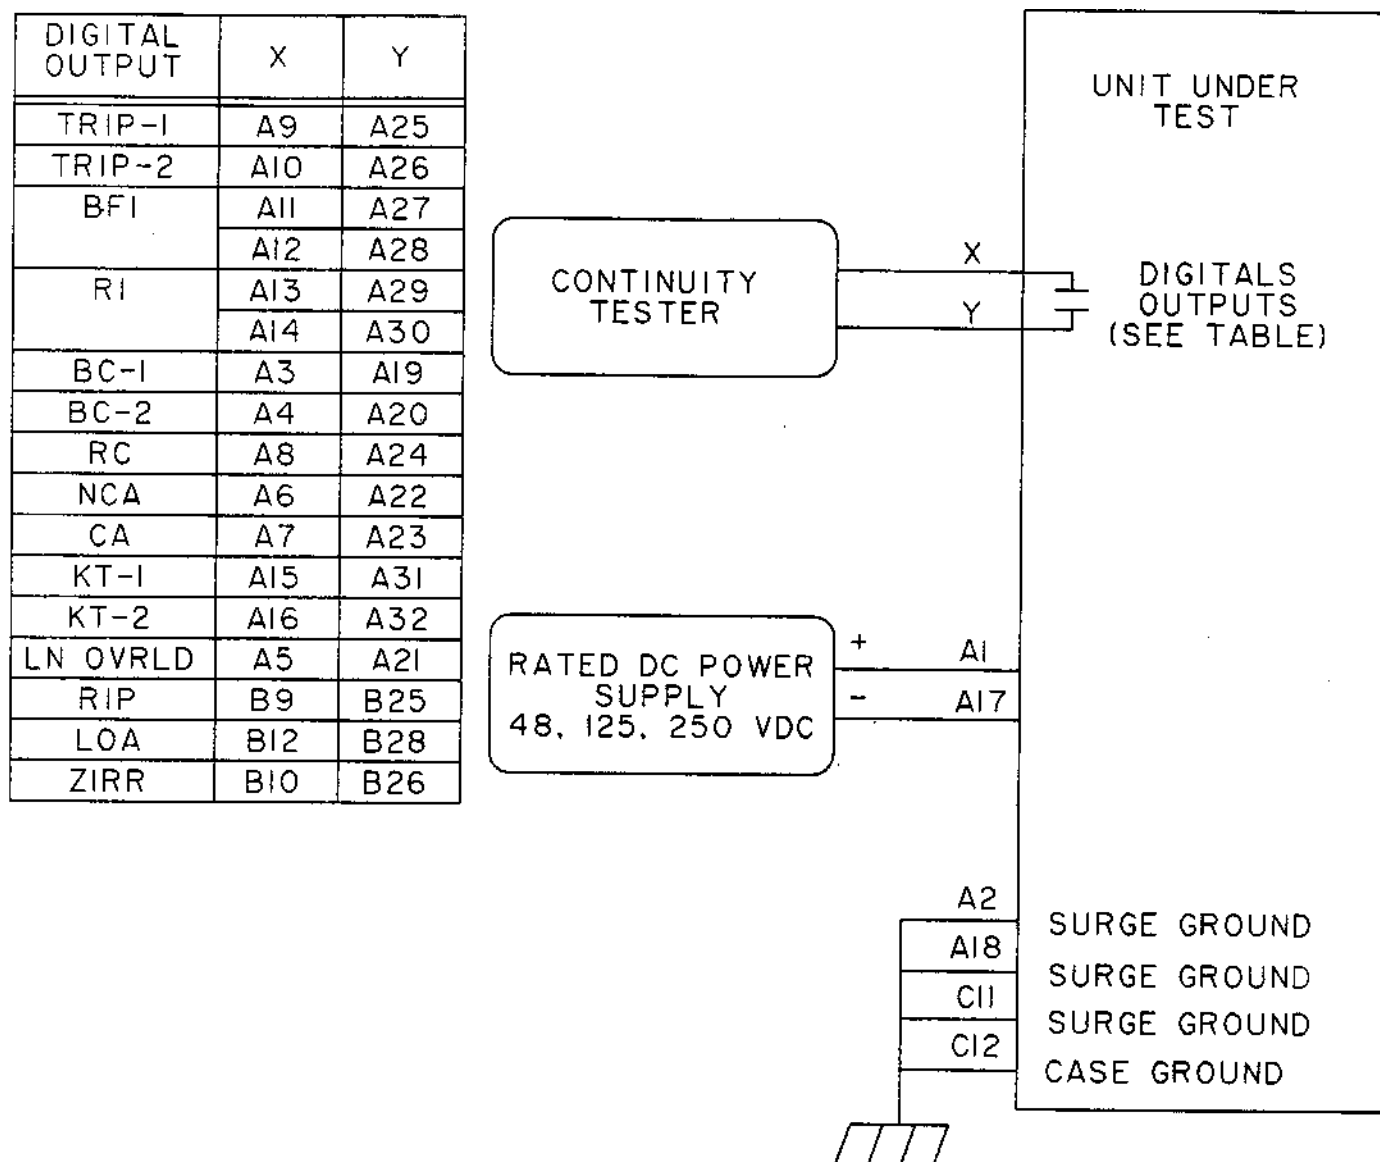 DIGITAL OUTPUT X Y
TRIP-1 A9 A25
TRIP-2 A10 A26
BFI A11 A27
A12 A28
RI A13 A29
A14 A30
BC-1 A3 A19
BC-2 A4 A20
RC A8 A24
NCA A6 A22
CA A7 A23
KT-1 A15 A31
KT-2 A16 A32
LN OVRLD A5 A21
RIP B9 B25
LOA B12 B28
ZIRR B10 B26
CONTINUITY
TESTER
X
Y
UNIT UNDER
TEST
DIGITALS
OUTPUTS
(SEE TABLE)
RATED DC POWER
SUPPLY
48, 125, 250 VDC
+ A1
- A17
A2 SURGE GROUND
A18 SURGE GROUND
C11 SURGE GROUND
C12 CASE GROUND